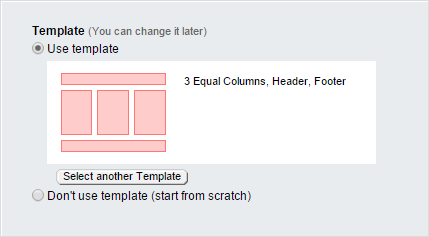 Template (You can change it later)
Use template
3 Equal Columns, Header, Footer
Select another Template
Don't use template (start from scratch)